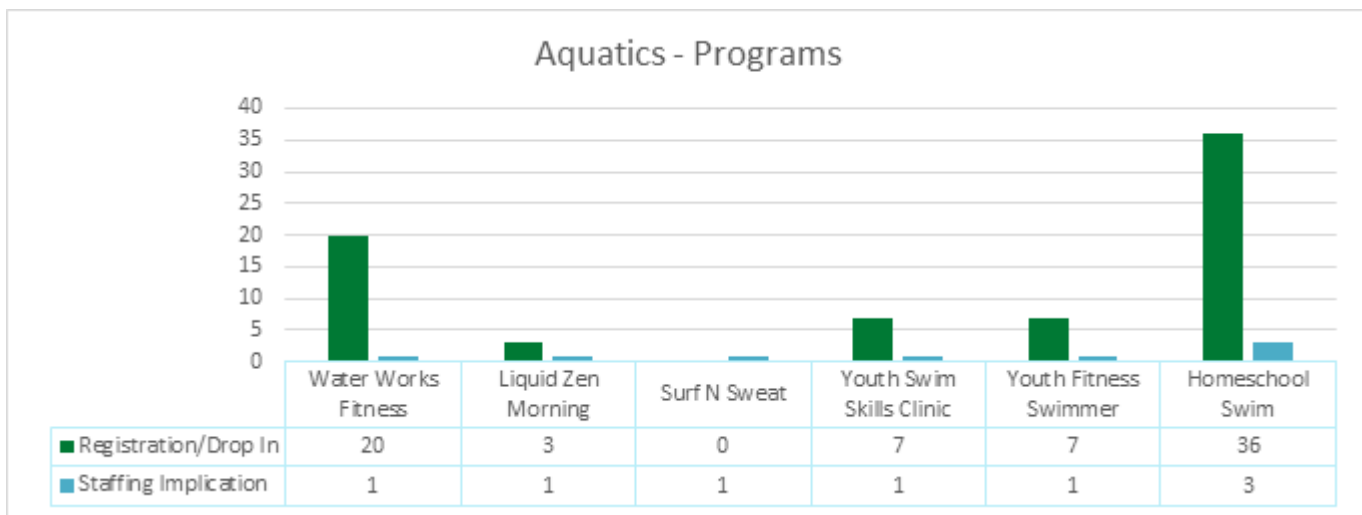 Aquatics - Programs
40
35
30
25
20
15
10
5
0
Water Works Fitness
Liquid Zen Morning
Surf N Sweat
Youth Swim Skills Clinic
Youth Fitness Swimmer
Homeschool Swim
Registration/Drop In 20 3 0 7 7 36
Staffing Implication 1 1 1 1 1 3